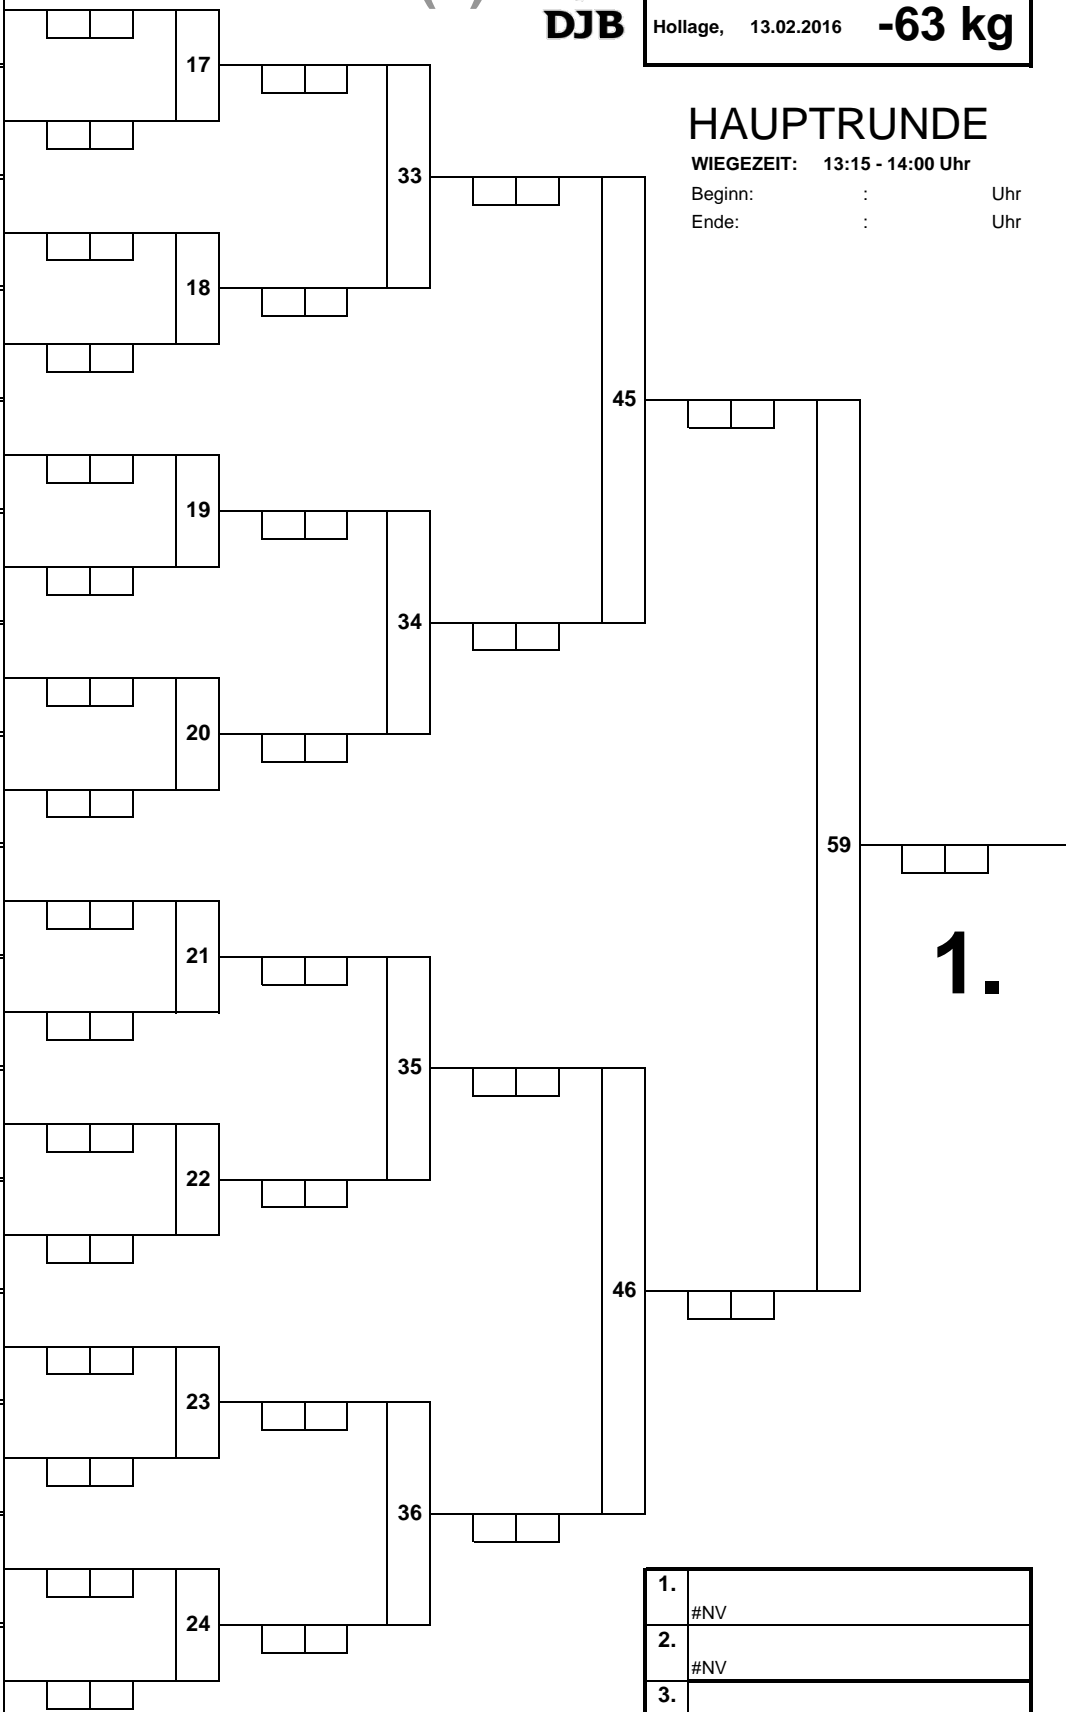 DJB
Hollage, 13.02.2016 -63 kg
HAUPTRUNDE
WIEGEZEIT: 13:15 - 14:00 Uhr
Beginn: : Uhr
Ende: : Uhr
17
33
18
45
19
34
20
59
21
1.
35
22
46
23
36
24
1.
#NV
2.
#NV
3.